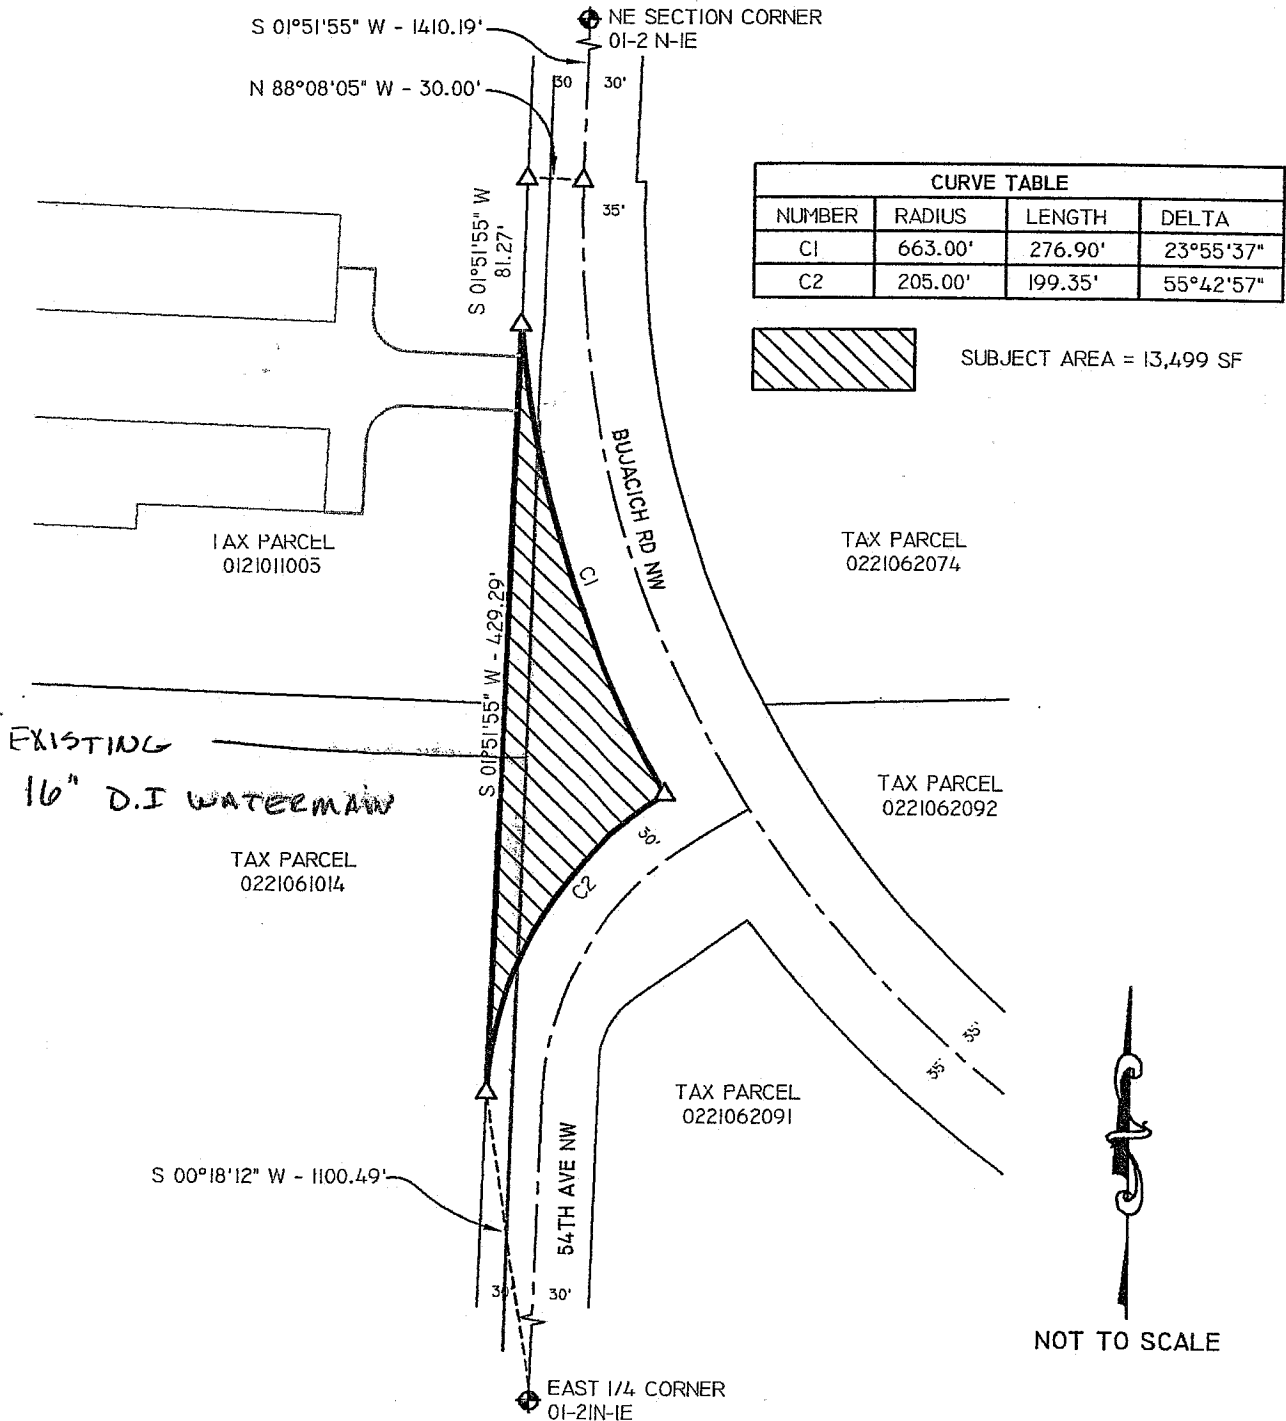 S 01°51'55" W - 1410.19'
NE SECTION CORNER
01-2 N-1E
N 88°08'05" W - 30.00'
30
30'
35'
S 01°51'55" W
81.27'
CURVE TABLE
NUMBER RADIUS LENGTH DELTA
C1 663.00' 276.90' 23°55'37"
C2 205.00' 199.35' 55°42'57"
SUBJECT AREA = 13,499 SF
BUJACICH RD NW
TAX PARCEL
0121011005
TAX PARCEL
0221062074
C1
S 01°51'55" W - 429.29'
EXISTING
16" D.I WATERMAIN
TAX PARCEL
0221062092
30'
C2
TAX PARCEL
0221061014
35'
35'
TAX PARCEL
0221062091
S 00°18'12" W - 1100.49'
54TH AVE NW
30'
30'
NOT TO SCALE
EAST 1/4 CORNER
01-21N-1E